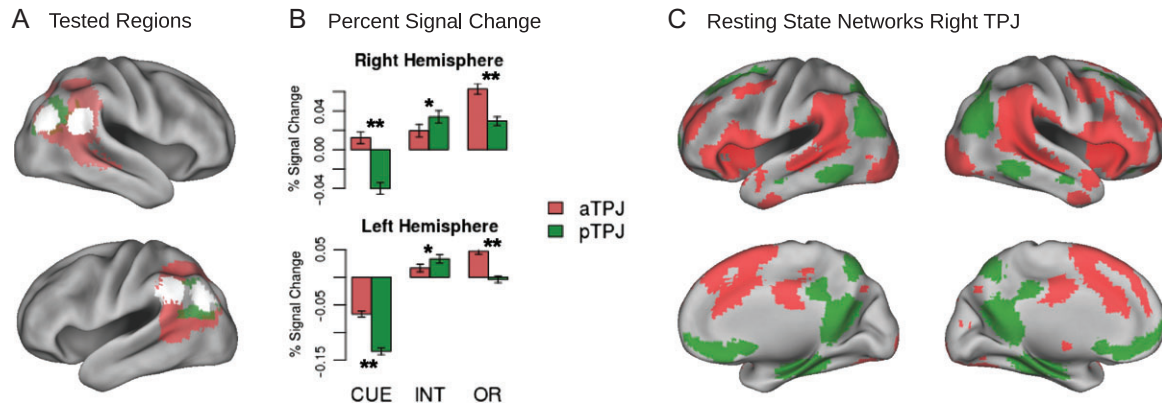 A Tested Regions
B Percent Signal Change
C Resting State Networks Right TPJ
Right Hemisphere
% Signal Change
0.04
0.00
−0.04
** * **
Left Hemisphere
% Signal Change
0.05
−0.05
−0.15
** * **
aTPJ
pTPJ
CUE INT OR